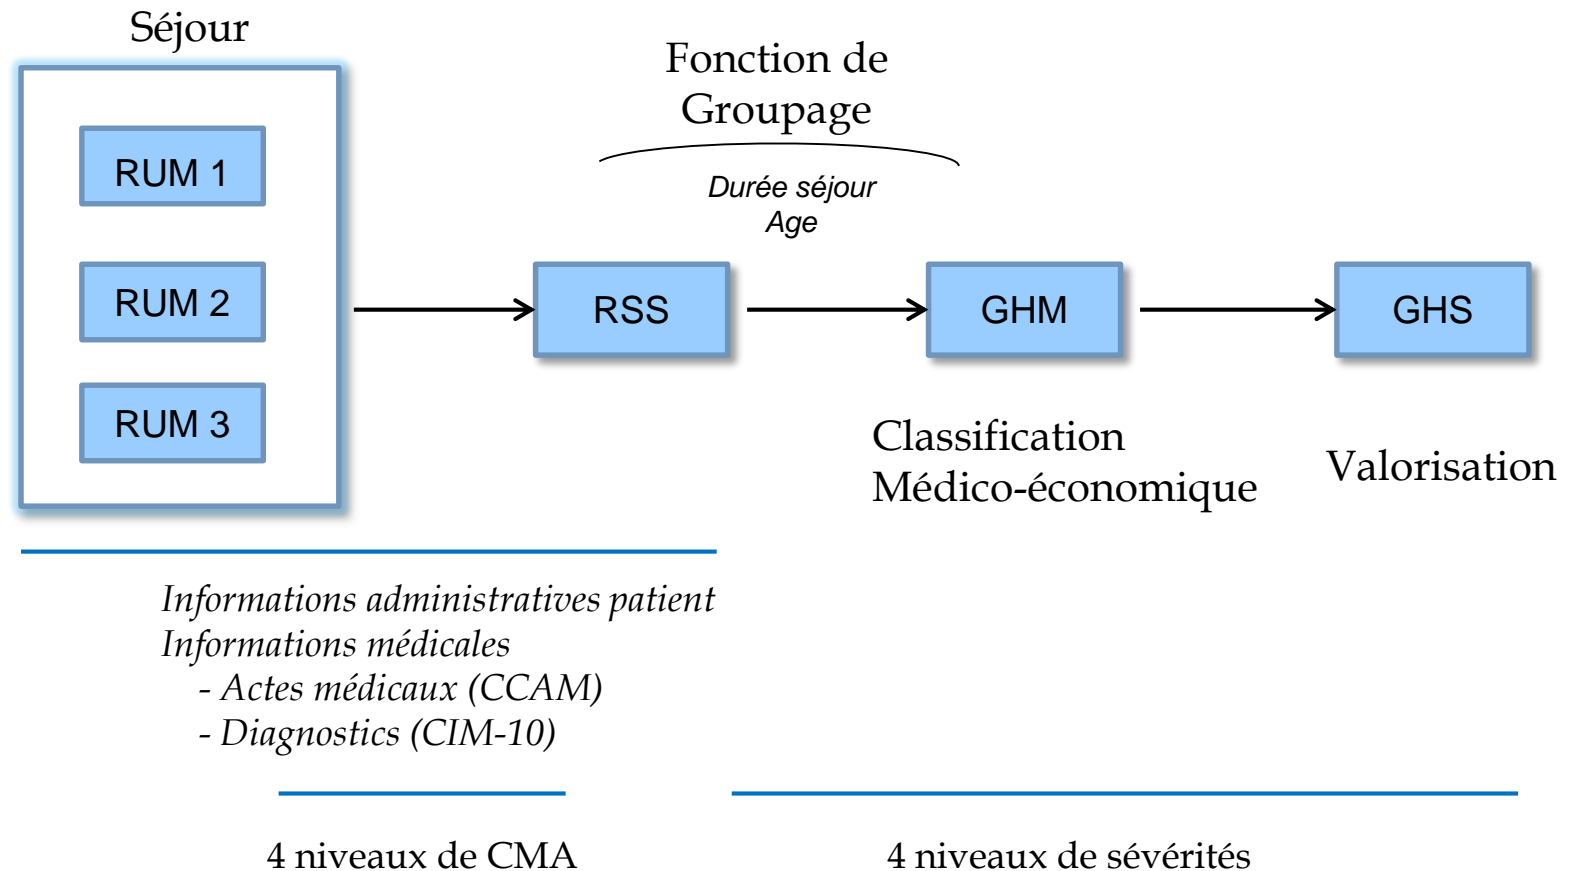 Séjour
RUM 1
RUM 2
RUM 3
Fonction de
Groupage
Durée séjour
Age
RSS
GHM
GHS
Classification
Médico-économique
Valorisation
Informations administratives patient
Informations médicales
- Actes médicaux (CCAM)
- Diagnostics (CIM-10)
4 niveaux de CMA
4 niveaux de sévérités